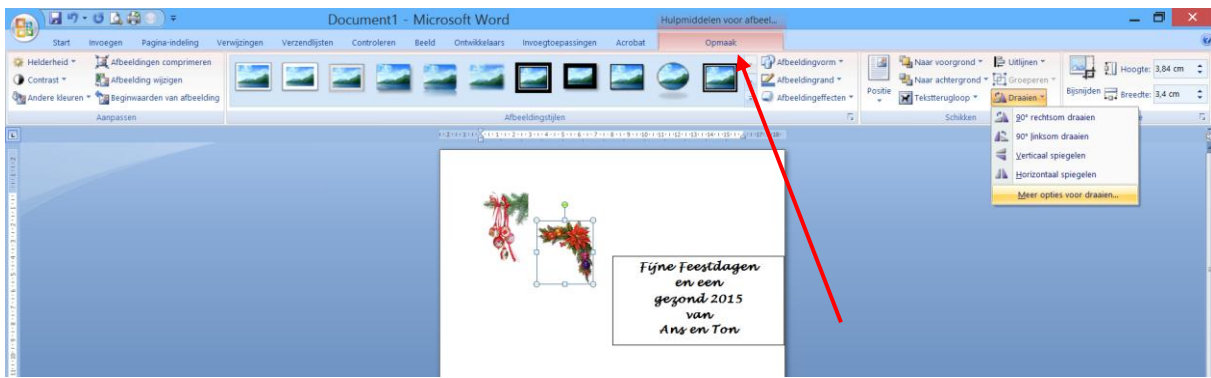 Document1 - Microsoft Word
Hulpmiddelen voor afbeel...
Start Invoegen Pagina-indeling Verwijzingen Verzendlijsten Controleren Beeld Ontwikkelaars Invoegtoepassingen Acrobat Opmaak
Helderheid
Contrast
Andere kleuren
Afbeeldingen comprimeren
Afbeelding wijzigen
Beginwaarden van afbeelding
Aanpassen
Afbeeldingstijlen
Afbeeldingvorm
Afbeeldingrand
Afbeeldingeffecten
Positie
Naar voorgrond
Naar achtergrond
Tekstterugloop
Uitlijnen
Groeperen
Draaien
Schikken
Bijsnijden
Hoogte: 3,84 cm
Breedte: 3,4 cm
90° rechtsom draaien
90° linksom draaien
Verticaal spiegelen
Horizontaal spiegelen
Meer opties voor draaien...
Fijne Feestdagen
en een
gezond 2015
van
Ans en Ton